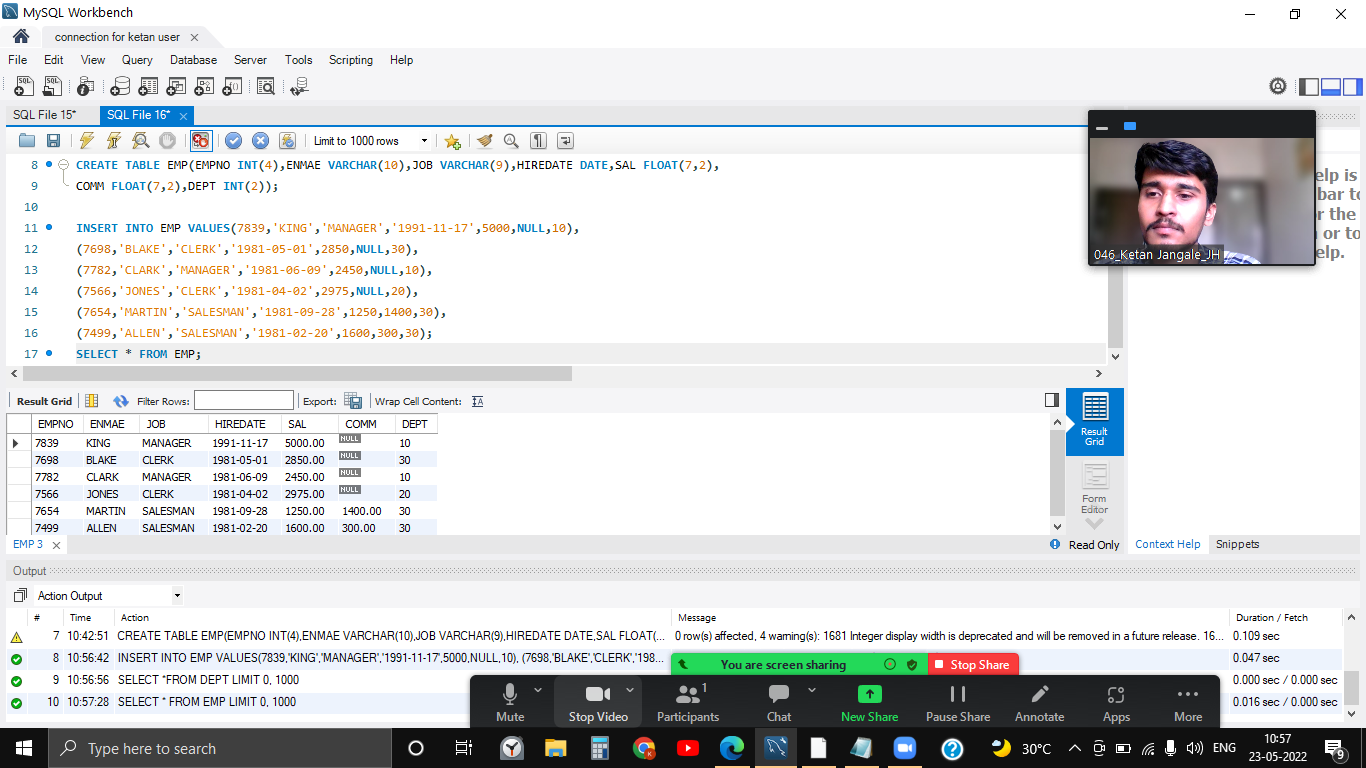 MySQL Workbench
connection for ketan user
File Edit View Query Database Server Tools Scripting Help
SQL File 15* SQL File 16*
Limit to 1000 rows
8 CREATE TABLE EMP(EMPNO INT(4),ENMAE VARCHAR(10),JOB VARCHAR(9),HIREDATE DATE,SAL FLOAT(7,2),
9 COMM FLOAT(7,2),DEPT INT(2));
10
11 INSERT INTO EMP VALUES(7839,'KING','MANAGER','1991-11-17',5000,NULL,10),
12 (7698,'BLAKE','CLERK','1981-05-01',2850,NULL,30),
13 (7782,'CLARK','MANAGER','1981-06-09',2450,NULL,10),
14 (7566,'JONES','CLERK','1981-04-02',2975,NULL,20),
15 (7654,'MARTIN','SALESMAN','1981-09-28',1250,1400,30),
16 (7499,'ALLEN','SALESMAN','1981-02-20',1600,300,30);
17 SELECT * FROM EMP;
046_Ketan Jangale_JH
elp is
bar to
r the
n or to
elp.
Result Grid Filter Rows: Export: Wrap Cell Content:
EMPNO ENMAE JOB HIREDATE SAL COMM DEPT
7839 KING MANAGER 1991-11-17 5000.00 NULL 10
7698 BLAKE CLERK 1981-05-01 2850.00 NULL 30
7782 CLARK MANAGER 1981-06-09 2450.00 NULL 10
7566 JONES CLERK 1981-04-02 2975.00 NULL 20
7654 MARTIN SALESMAN 1981-09-28 1250.00 1400.00 30
7499 ALLEN SALESMAN 1981-02-20 1600.00 300.00 30
Result
Grid
Form
Editor
EMP 3 Read Only Context Help Snippets
Output
Action Output
# Time Action Message Duration / Fetch
7 10:42:51 CREATE TABLE EMP(EMPNO INT(4),ENMAE VARCHAR(10),JOB VARCHAR(9),HIREDATE DATE,SAL FLOAT(... 0 row(s) affected, 4 warning(s): 1681 Integer display width is deprecated and will be removed in a future release. 16... 0.109 sec
8 10:56:42 INSERT INTO EMP VALUES(7839,'KING','MANAGER','1991-11-17',5000,NULL,10), (7698,'BLAKE','CLERK','198... 0.047 sec
9 10:56:56 SELECT *FROM DEPT LIMIT 0, 1000 0.000 sec / 0.000 sec
10 10:57:28 SELECT * FROM EMP LIMIT 0, 1000 0.016 sec / 0.000 sec
You are screen sharing Stop Share
1
Mute Stop Video Participants Chat New Share Pause Share Annotate Apps More
Type here to search
30°C ENG
10:57
23-05-2022
9